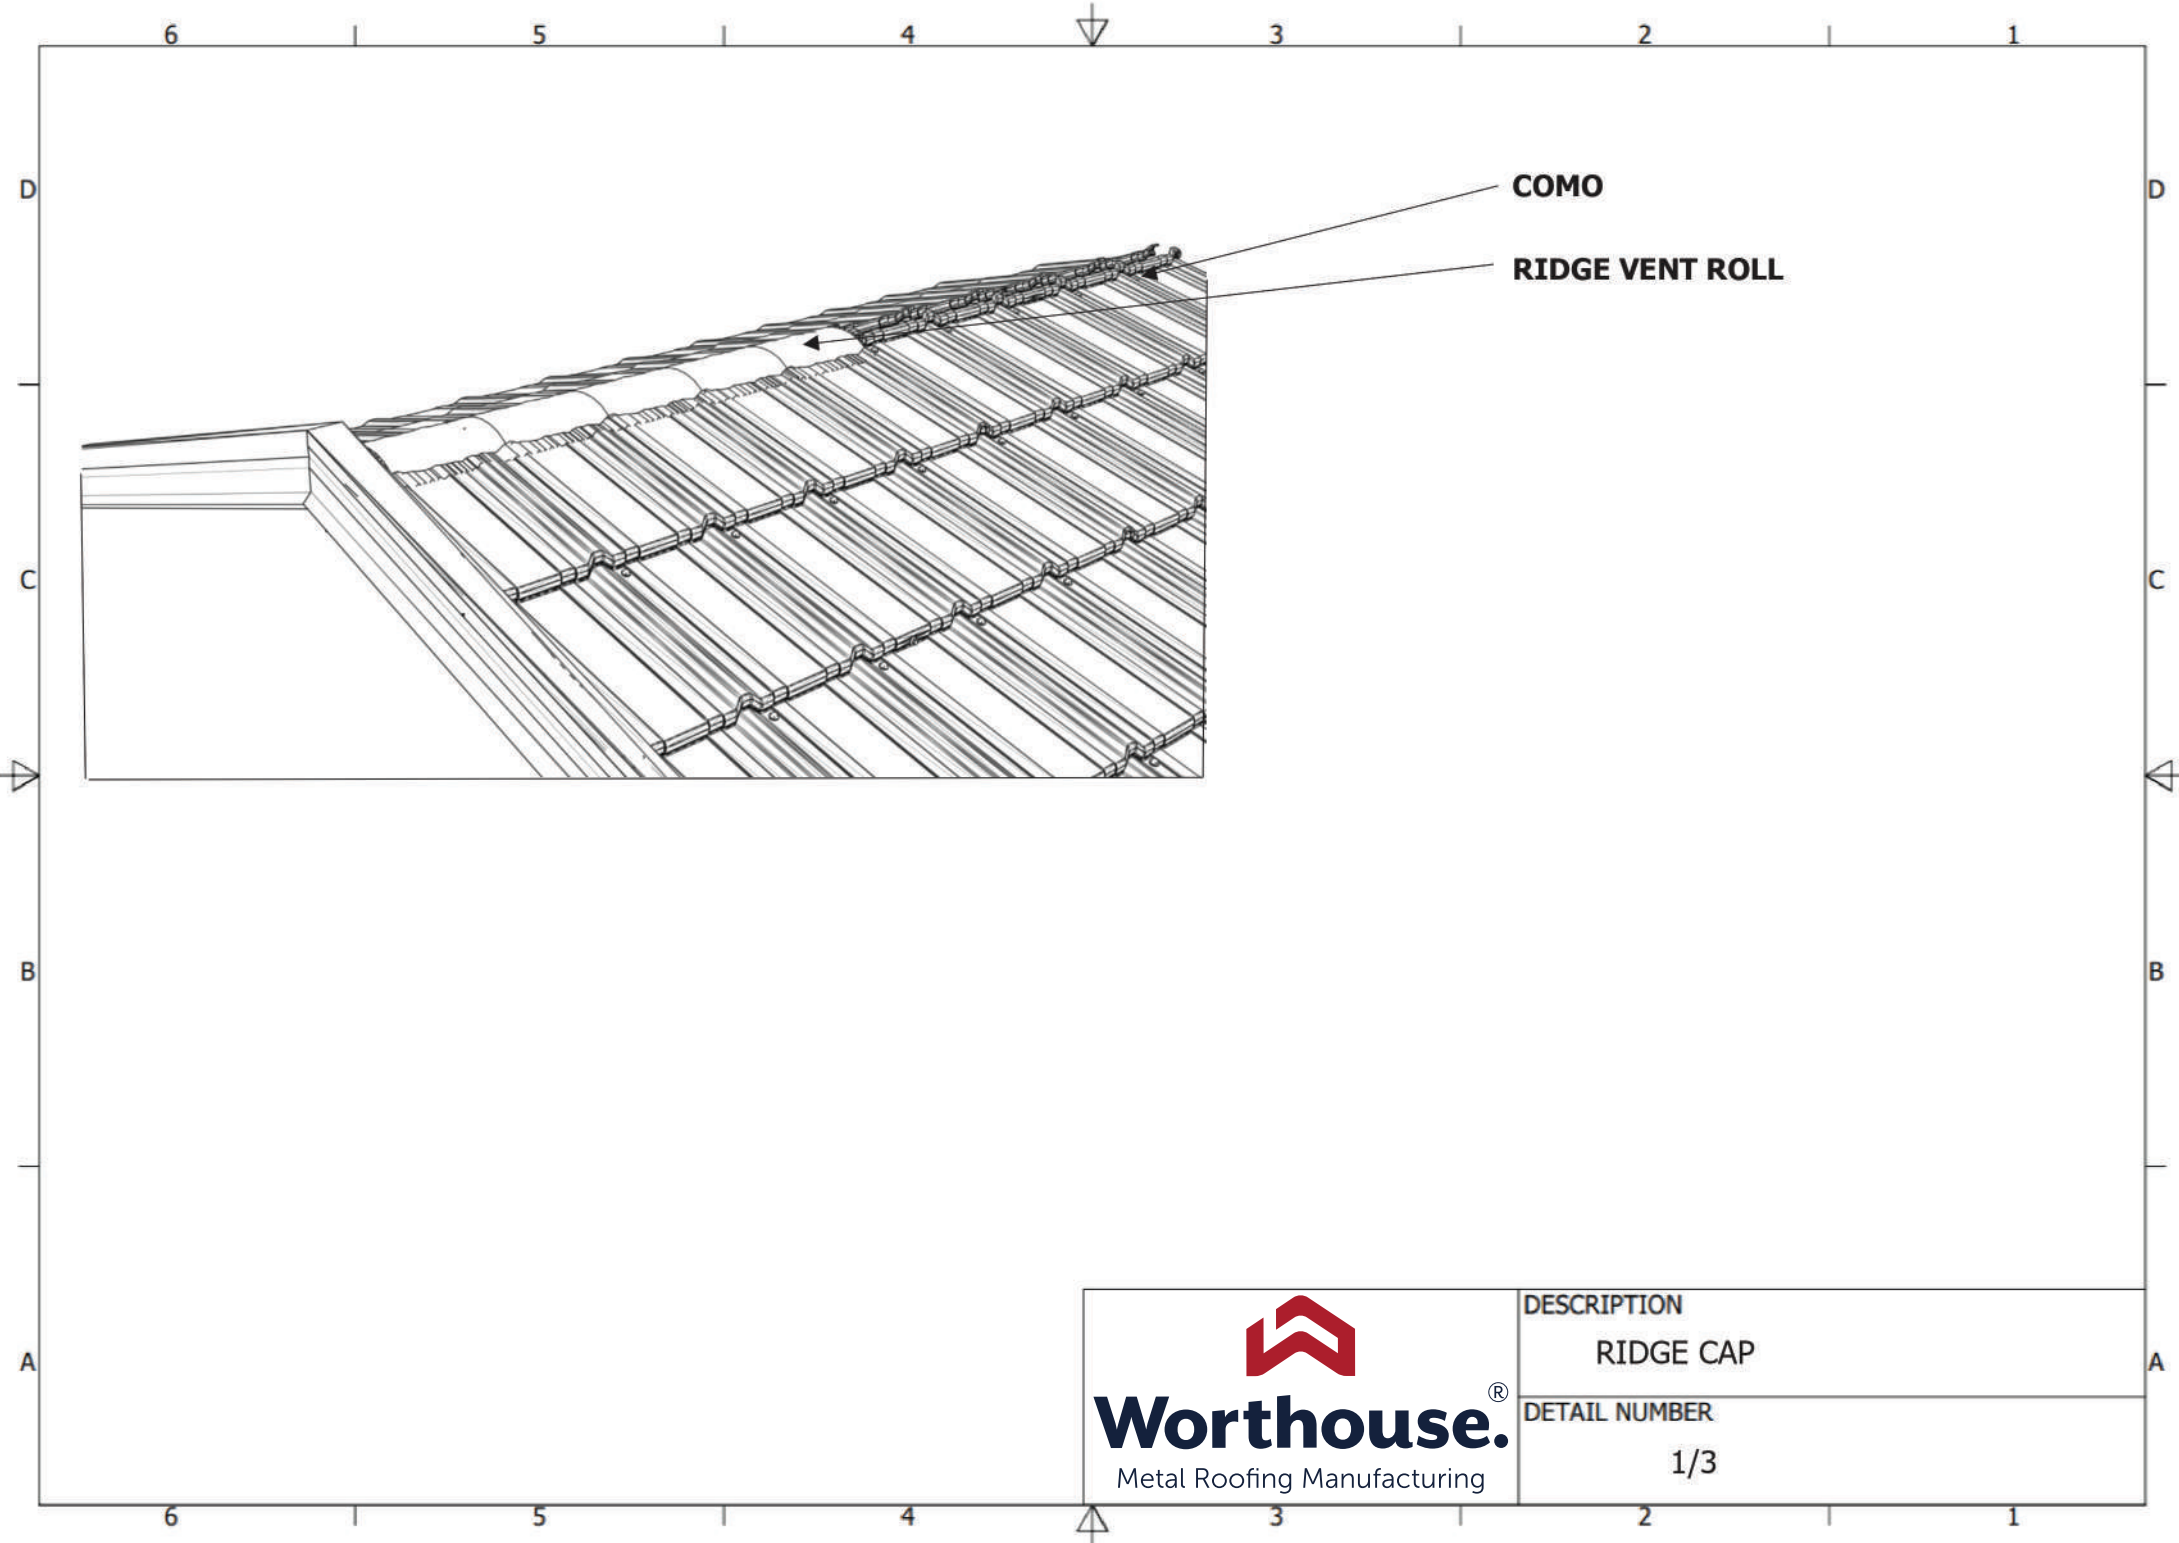 6 5 4 3 2 1
D D
COMO
RIDGE VENT ROLL
C C
B B
A A
DESCRIPTION
RIDGE CAP
Worthouse.®
DETAIL NUMBER
Metal Roofing Manufacturing
1/3
6 5 4 3 2 1